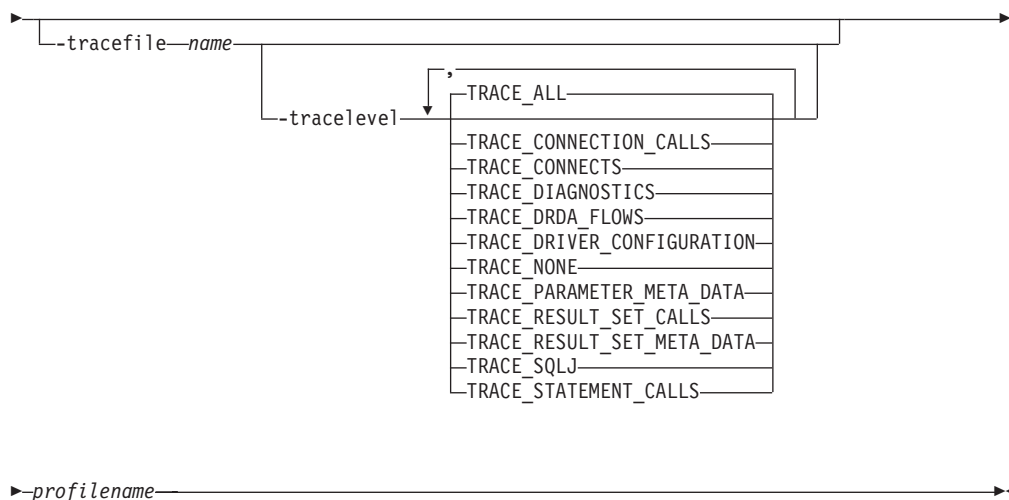 -tracefile name
,
TRACE_ALL
-tracelevel
TRACE_CONNECTION_CALLS
TRACE_CONNECTS
TRACE_DIAGNOSTICS
TRACE_DRDA_FLOWS
TRACE_DRIVER_CONFIGURATION
TRACE_NONE
TRACE_PARAMETER_META_DATA
TRACE_RESULT_SET_CALLS
TRACE_RESULT_SET_META_DATA
TRACE_SQLJ
TRACE_STATEMENT_CALLS
profilename